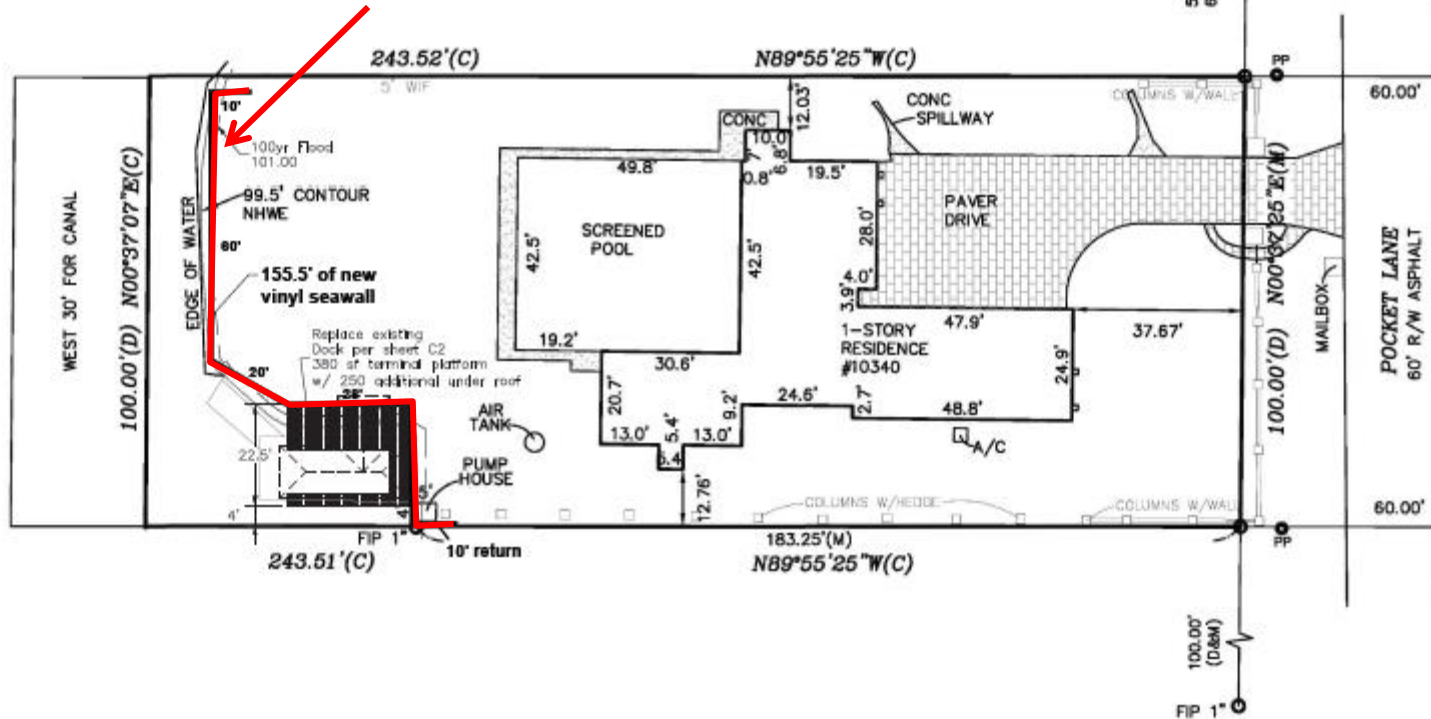 243.52'(C)
N89°55'25"W(C)
PP
5' WIF
COLUMNS W/WALL
60.00'
10'
CONC
10.0'
12.03'
CONC
SPILLWAY
100yr Flood
101.00
49.8'
6.8'
0.8'
19.5'
99.5' CONTOUR
NHWE
EDGE OF WATER
WEST 30' FOR CANAL
100.00'(D) N00°37'07"E(C)
SCREENED
POOL
42.5'
42.5'
28.0'
PAVER
DRIVE
60'
155.5' of new
vinyl seawall
4.0'
3.9'
47.9'
37.67'
100.00'(D) N00°37'25"E(M)
MAILBOX
POCKET LANE
60' R/W ASPHALT
Replace existing
Dock per sheet C2
380 sf terminal platform
w/ 250 additional under roof
19.2'
30.6'
1-STORY
RESIDENCE
#10340
24.9'
20'
20.7'
9.2'
24.6'
2.7'
48.8'
AIR
TANK
13.0'
5.4'
13.0'
A/C
22.5'
PUMP
HOUSE
5'
12.76'
COLUMNS W/HEDGE
COLUMNS W/WALL
4'
4'
60.00'
FIP 1"
10' return
183.25'(M)
PP
243.51'(C)
N89°55'25"W(C)
100.00'
(D&M)
FIP 1"